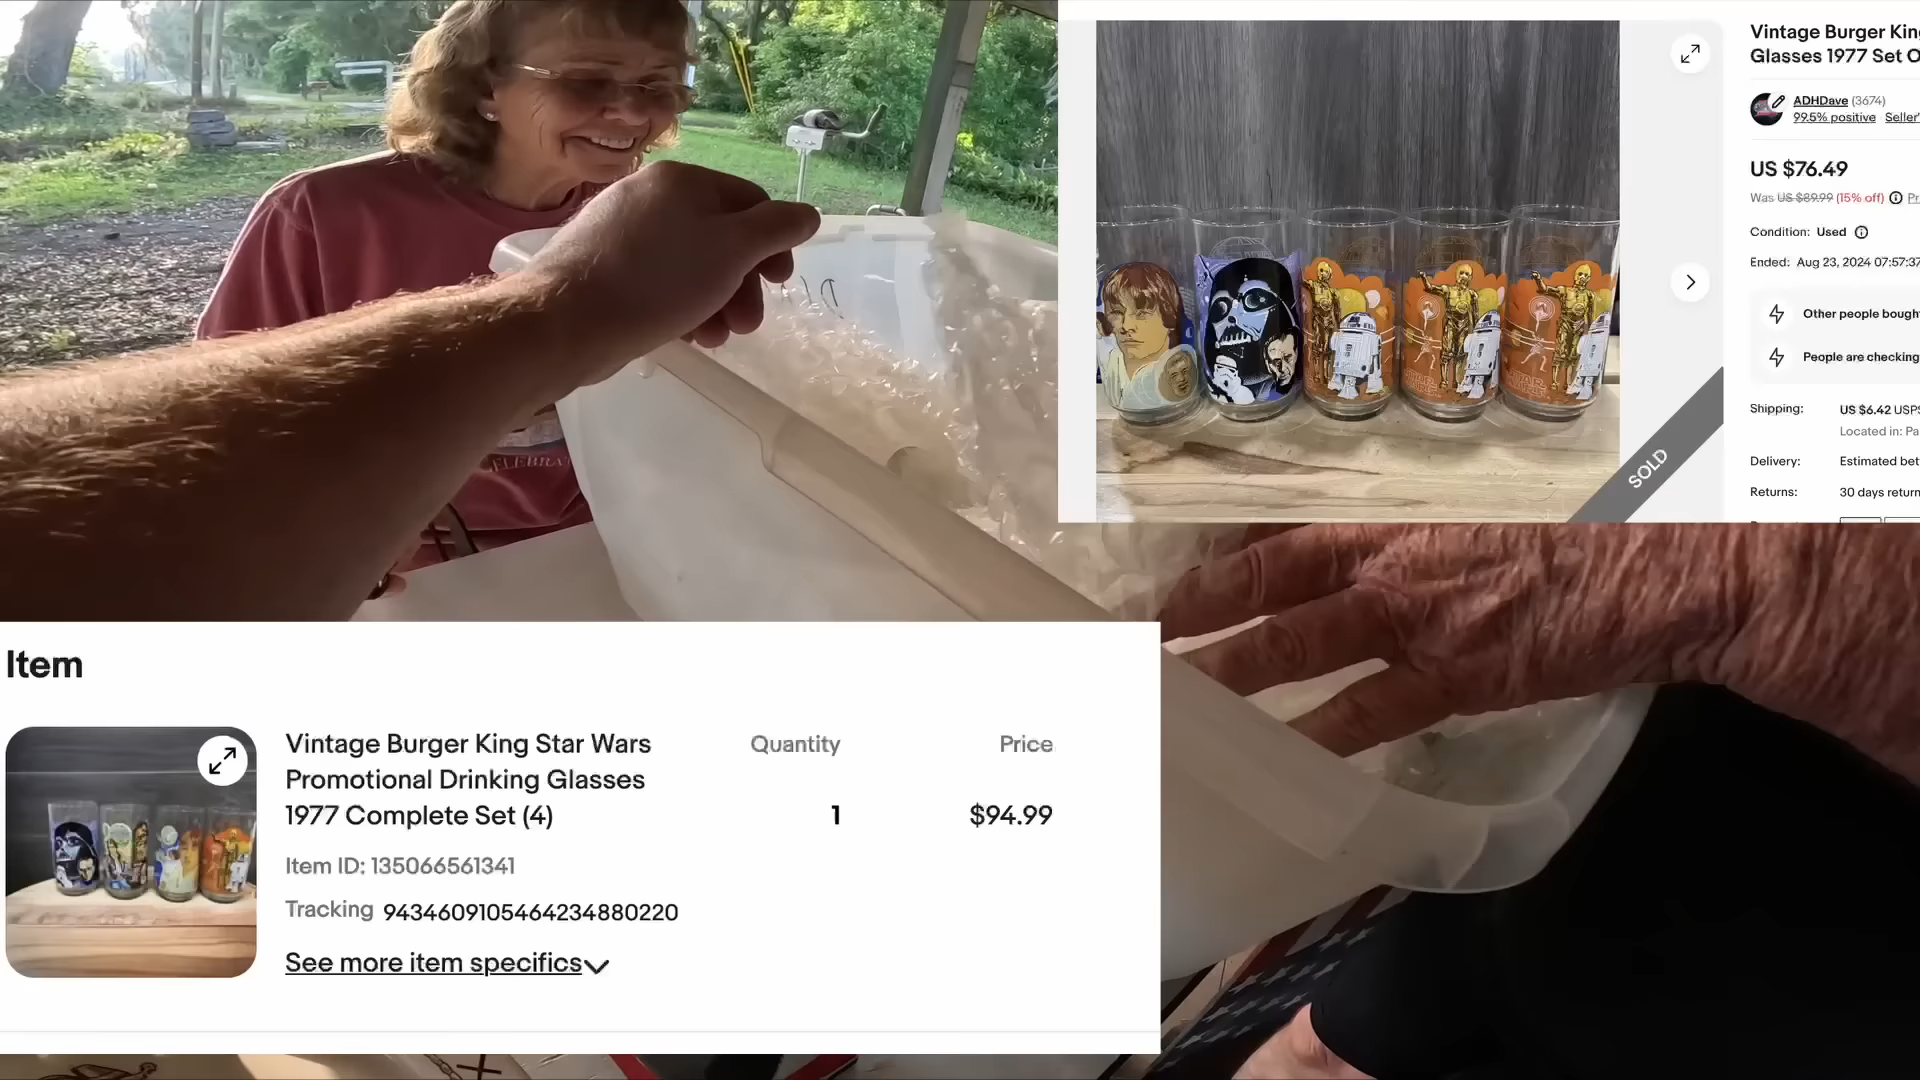 Vintage Burger Kin
Glasses 1977 Set O
ADHDave (3674)
99.5% positive Seller'
US $76.49
Was US $89.99 (15% off) Pr
Condition: Used
Ended: Aug 23, 2024 07:57:37
Other people bough
People are checking
Shipping: US $6.42 USPS
Located in: Pa
Delivery: Estimated bet
Returns: 30 days return
SOLD
Item
Vintage Burger King Star Wars
Promotional Drinking Glasses
1977 Complete Set (4)
Quantity
Price
1
$94.99
Item ID: 135066561341
Tracking 9434609105464234880220
See more item specifics